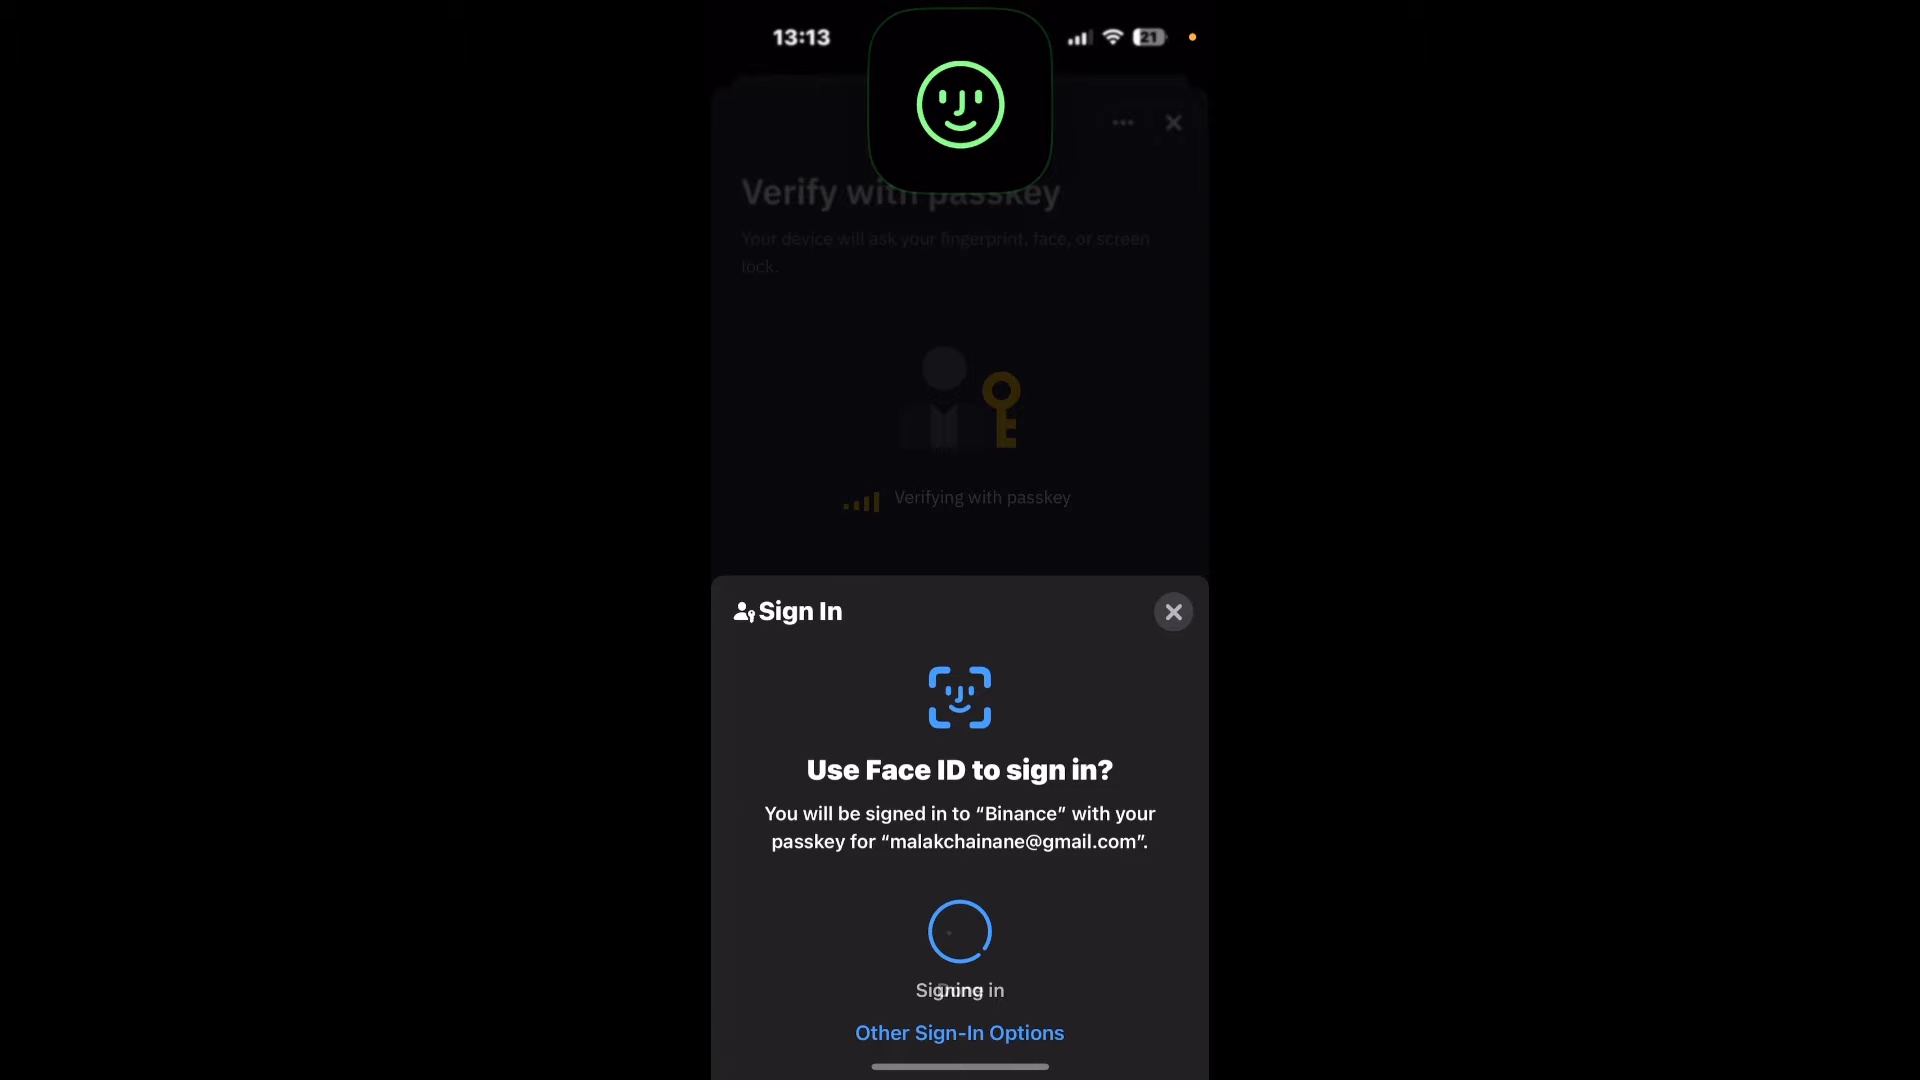 13:13
21
Verify with passkey
Your device will ask your fingerprint, face, or screen
lock.
Verifying with passkey
Sign In
Use Face ID to sign in?
You will be signed in to “Binance” with your
passkey for “malakchainane@gmail.com”.
Signing in
Other Sign-In Options